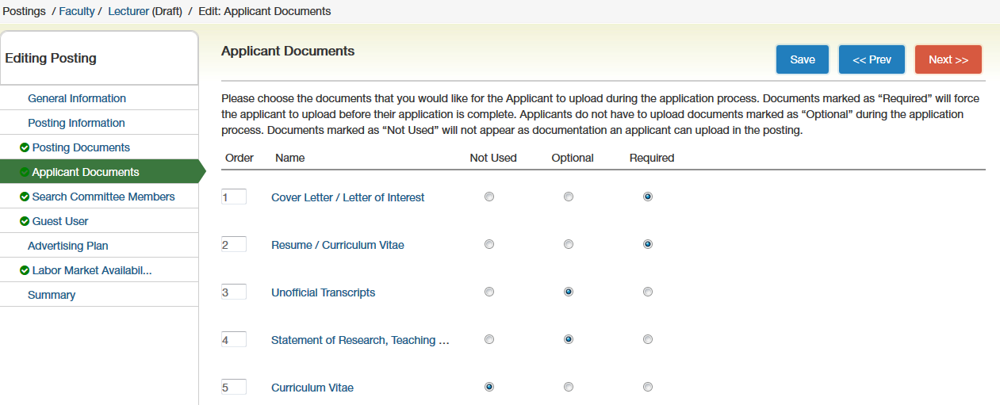 Postings / Faculty / Lecturer (Draft) / Edit: Applicant Documents
Editing Posting
General Information
Posting Information
Posting Documents
Applicant Documents
Search Committee Members
Guest User
Advertising Plan
Labor Market Availabil...
Summary
Applicant Documents
Save
<< Prev
Next >>
Please choose the documents that you would like for the Applicant to upload during the application process. Documents marked as “Required” will force
the applicant to upload before their application is complete. Applicants do not have to upload documents marked as “Optional” during the application
process. Documents marked as “Not Used” will not appear as documentation an applicant can upload in the posting.
Order Name Not Used Optional Required
1 Cover Letter / Letter of Interest
2 Resume / Curriculum Vitae
3 Unofficial Transcripts
4 Statement of Research, Teaching ...
5 Curriculum Vitae